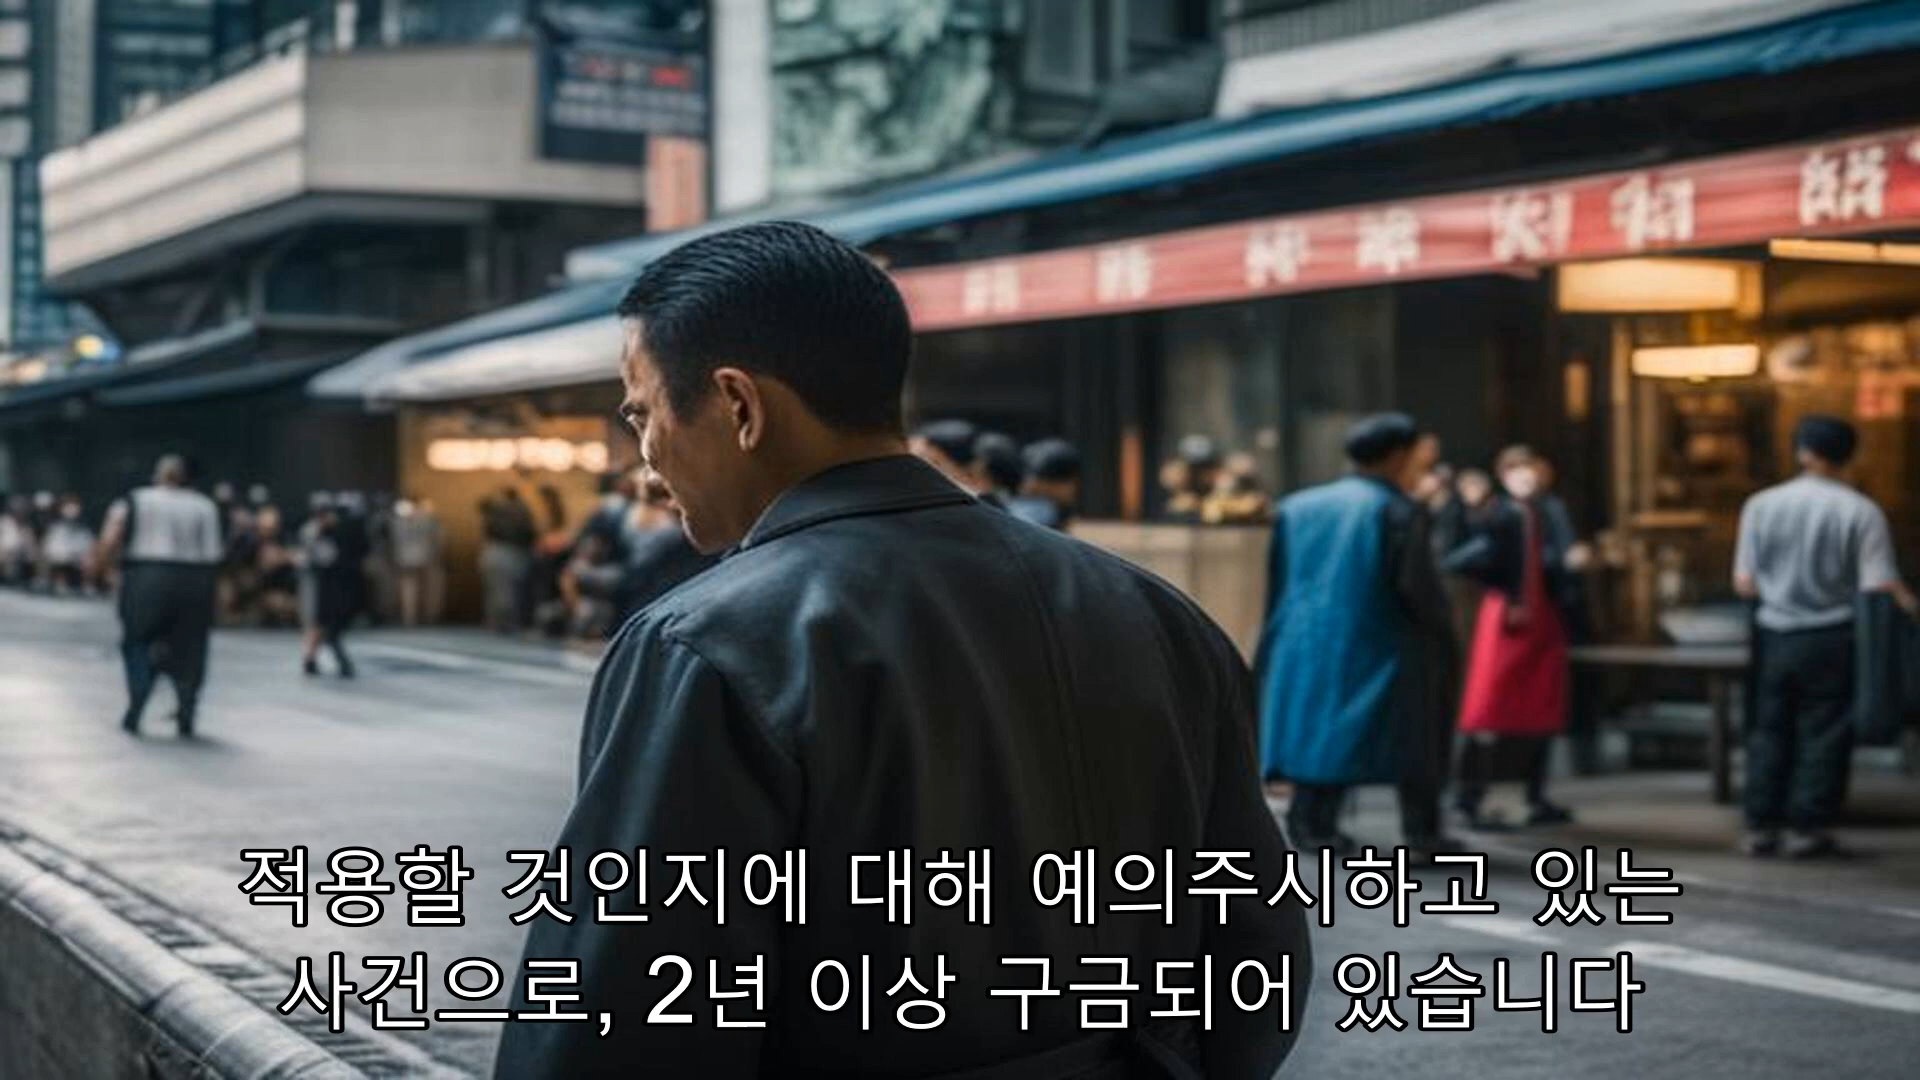 적용할 것인지에 대해 예의주시하고 있는
사건으로, 2년 이상 구금되어 있습니다